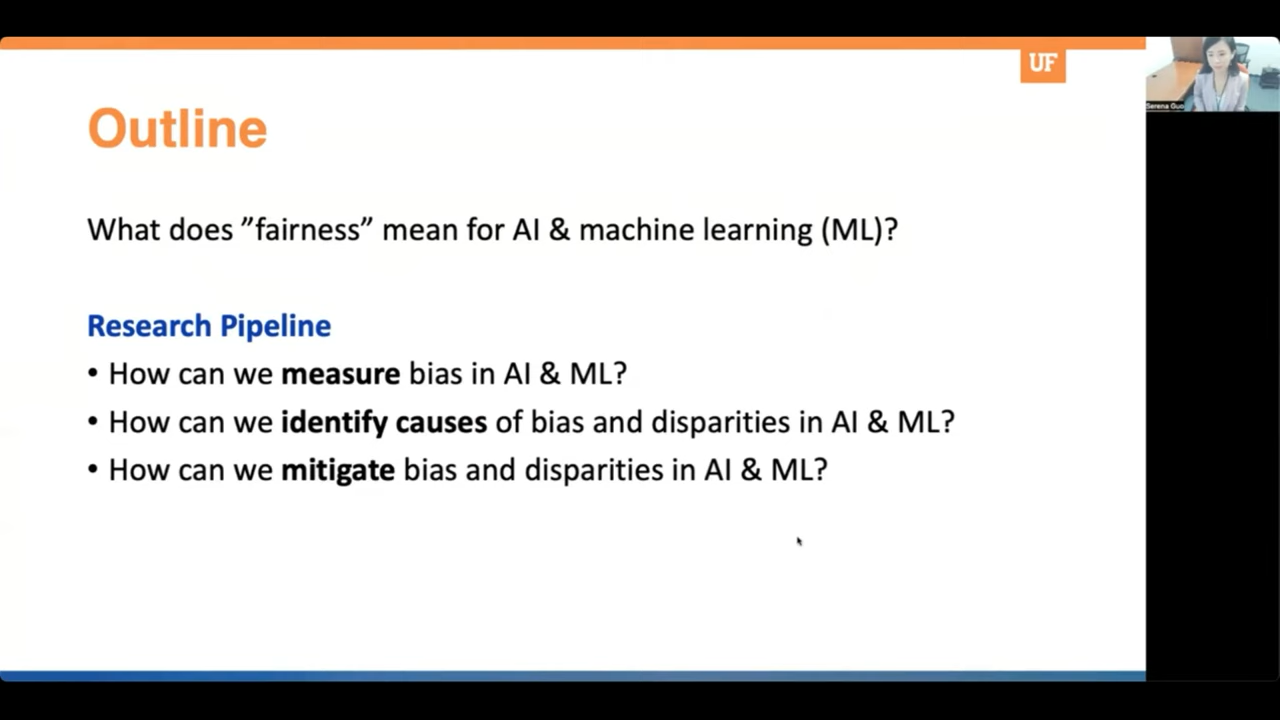 UF
Serena Guo
Outline
What does ”fairness” mean for AI & machine learning (ML)?
Research Pipeline
• How can we measure bias in AI & ML?
• How can we identify causes of bias and disparities in AI & ML?
• How can we mitigate bias and disparities in AI & ML?